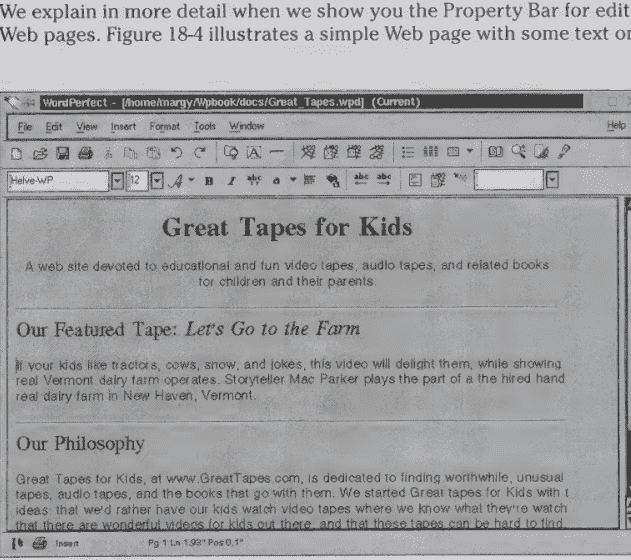 We explain in more detail when we show you the Property Bar for edit
Web pages. Figure 18-4 illustrates a simple Web page with some text or
WordPerfect - [/home/margy/Wpbook/docs/Great_Tapes.wpd] (Current)
File Edit View Insert Format Tools Window Help
Helve-WP 12
Great Tapes for Kids
A web site devoted to educational and fun video tapes, audio tapes, and related books
for children and their parents.
Our Featured Tape: Let's Go to the Farm
If your kids like tractors, cows, snow, and jokes, this video will delight them, while showing
real Vermont dairy farm operates. Storyteller Mac Parker plays the part of a the hired hand
real dairy farm in New Haven, Vermont.
Our Philosophy
Great Tapes for Kids, at www.GreatTapes.com, is dedicated to finding worthwhile, unusual
tapes, audio tapes, and the books that go with them. We started Great tapes for Kids with t
ideas: that we'd rather have our kids watch video tapes where we know what they're watch
that there are wonderful videos for kids out there, and that these tapes can be hard to find.
Insert Pg 1 Ln 1.93" Pos 0.1"